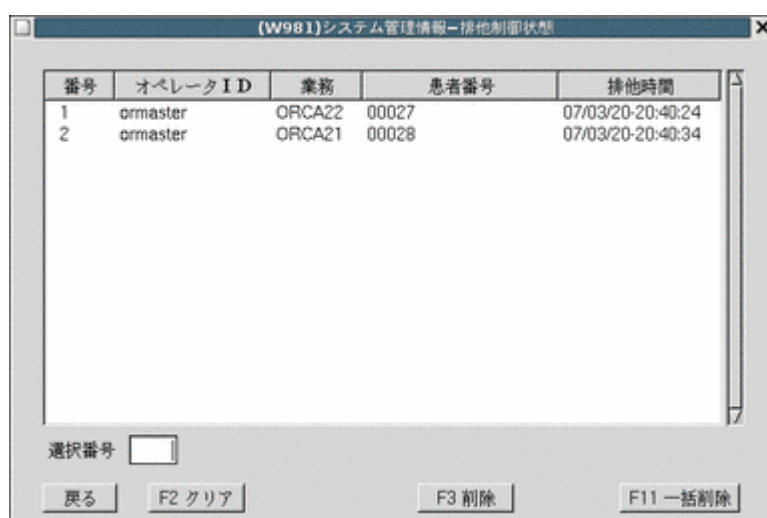 (W981)システム管理情報-排他制御状態
番号 オペレータID 業務 患者番号 排他時間
1 ormaster ORCA22 00027 07/03/20-20:40:24
2 ormaster ORCA21 00028 07/03/20-20:40:34
選択番号
戻る F2 クリア F3 削除 F11 一括削除